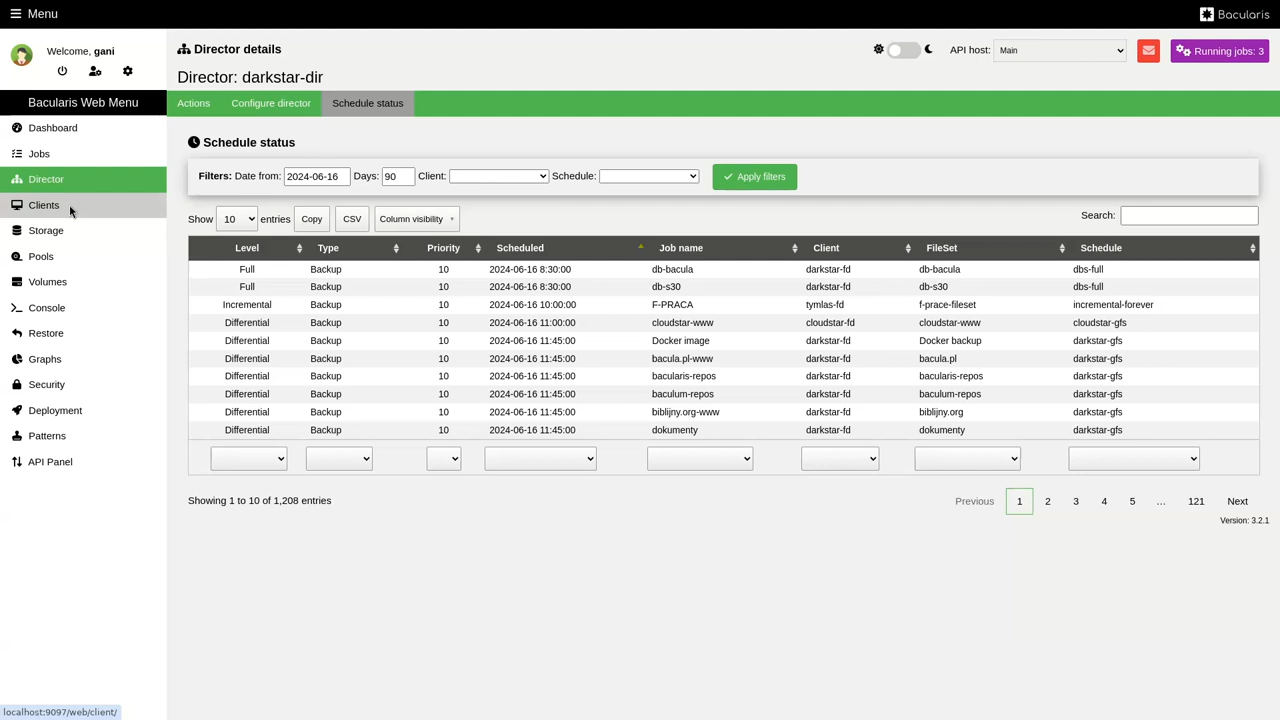 Menu
Bacularis
Welcome, gani
Bacularis Web Menu
Dashboard
Jobs
Director
Clients
Storage
Pools
Volumes
Console
Restore
Graphs
Security
Deployment
Patterns
API Panel
Director details
API host: Main
Running jobs: 3
Director: darkstar-dir
Actions Configure director Schedule status
Schedule status
Filters: Date from: 2024-06-16 Days: 90 Client: Schedule: Apply filters
Show 10 entries Copy CSV Column visibility Search:
Level Type Priority Scheduled Job name Client FileSet Schedule
Full Backup 10 2024-06-16 8:30:00 db-bacula darkstar-fd db-bacula dbs-full
Full Backup 10 2024-06-16 8:30:00 db-s30 darkstar-fd db-s30 dbs-full
Incremental Backup 10 2024-06-16 10:00:00 F-PRACA tymlas-fd f-prace-fileset incremental-forever
Differential Backup 10 2024-06-16 11:00:00 cloudstar-www cloudstar-fd cloudstar-www cloudstar-gfs
Differential Backup 10 2024-06-16 11:45:00 Docker image darkstar-fd Docker backup darkstar-gfs
Differential Backup 10 2024-06-16 11:45:00 bacula.pl-www darkstar-fd bacula.pl darkstar-gfs
Differential Backup 10 2024-06-16 11:45:00 bacularis-repos darkstar-fd bacularis-repos darkstar-gfs
Differential Backup 10 2024-06-16 11:45:00 baculum-repos darkstar-fd baculum-repos darkstar-gfs
Differential Backup 10 2024-06-16 11:45:00 biblijny.org-www darkstar-fd biblijny.org darkstar-gfs
Differential Backup 10 2024-06-16 11:45:00 dokumenty darkstar-fd dokumenty darkstar-gfs
Showing 1 to 10 of 1,208 entries Previous 1 2 3 4 5 … 121 Next
Version: 3.2.1
localhost:9097/web/client/